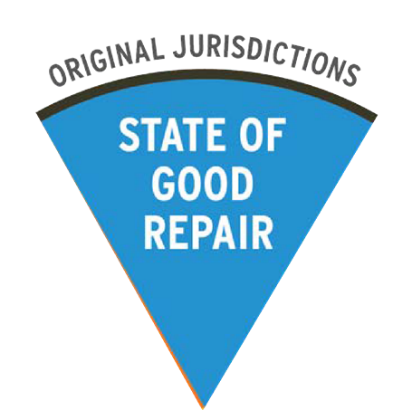 ORIGINAL JURISDICTIONS
STATE OF
GOOD
REPAIR